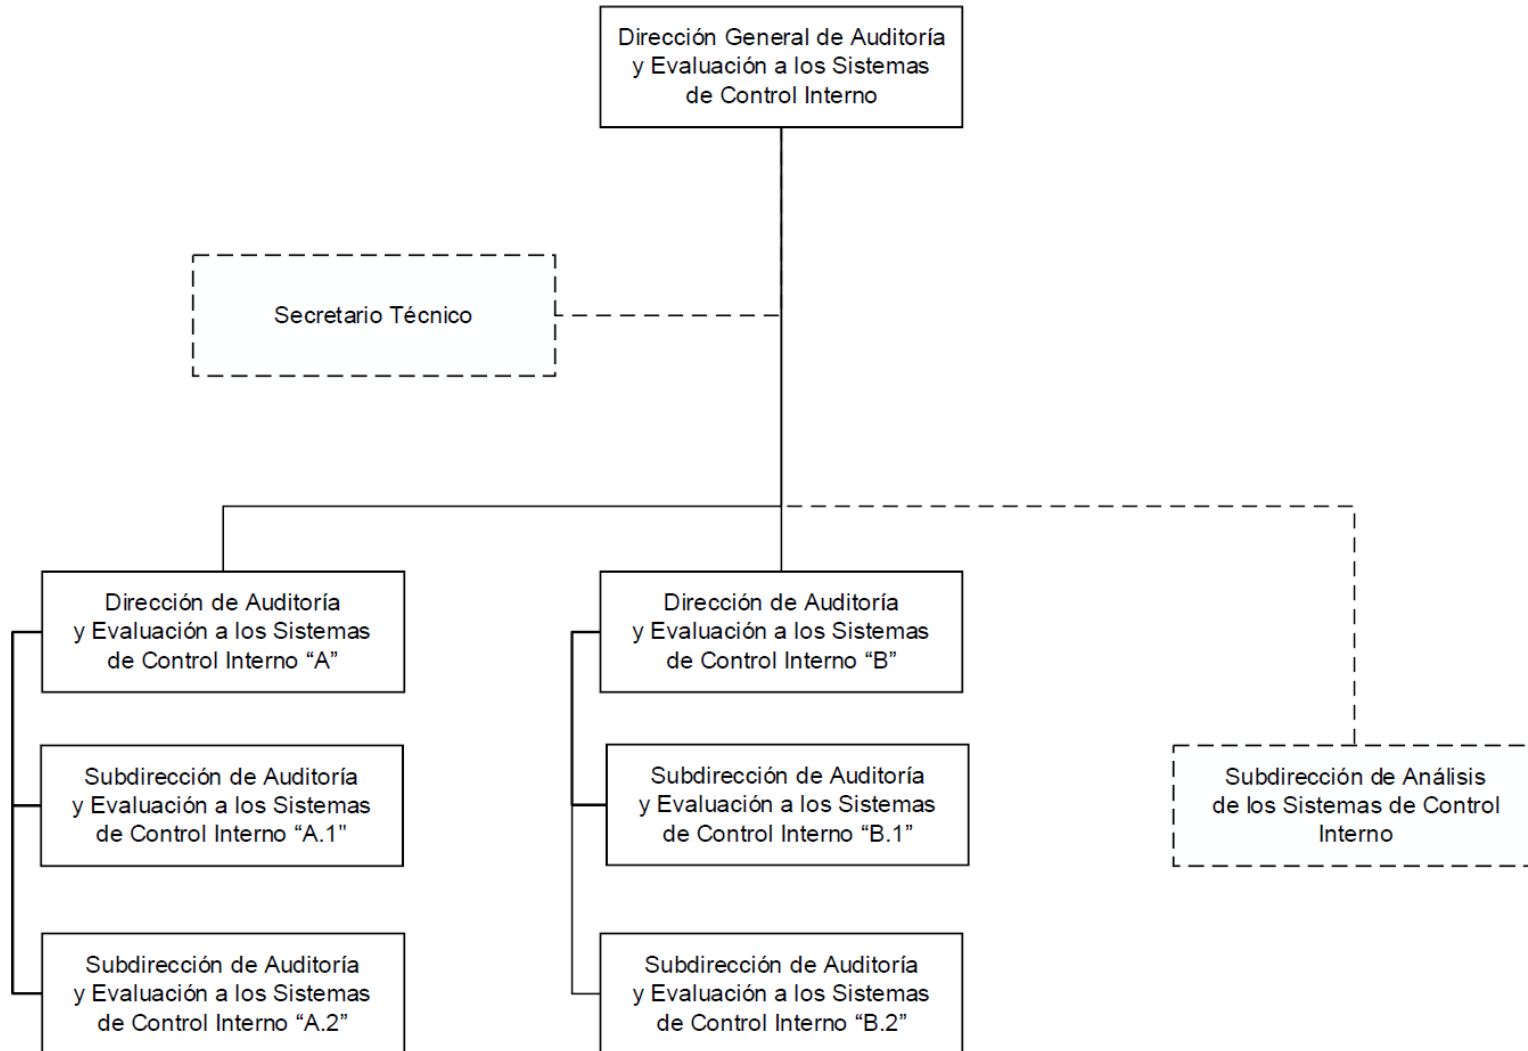 Dirección General de Auditoría
y Evaluación a los Sistemas
de Control Interno
Secretario Técnico
Dirección de Auditoría
y Evaluación a los Sistemas
de Control Interno “A”
Subdirección de Auditoría
y Evaluación a los Sistemas
de Control Interno “A.1"
Subdirección de Auditoría
y Evaluación a los Sistemas
de Control Interno “A.2”
Dirección de Auditoría
y Evaluación a los Sistemas
de Control Interno “B”
Subdirección de Auditoría
y Evaluación a los Sistemas
de Control Interno “B.1”
Subdirección de Auditoría
y Evaluación a los Sistemas
de Control Interno “B.2”
Subdirección de Análisis
de los Sistemas de Control
Interno